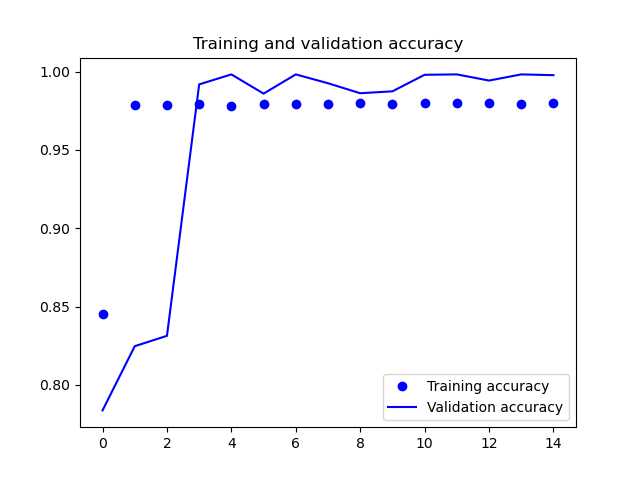 Training and validation accuracy
1.00
0.95
0.90
0.85
0.80
Training accuracy
Validation accuracy
0 2 4 6 8 10 12 14